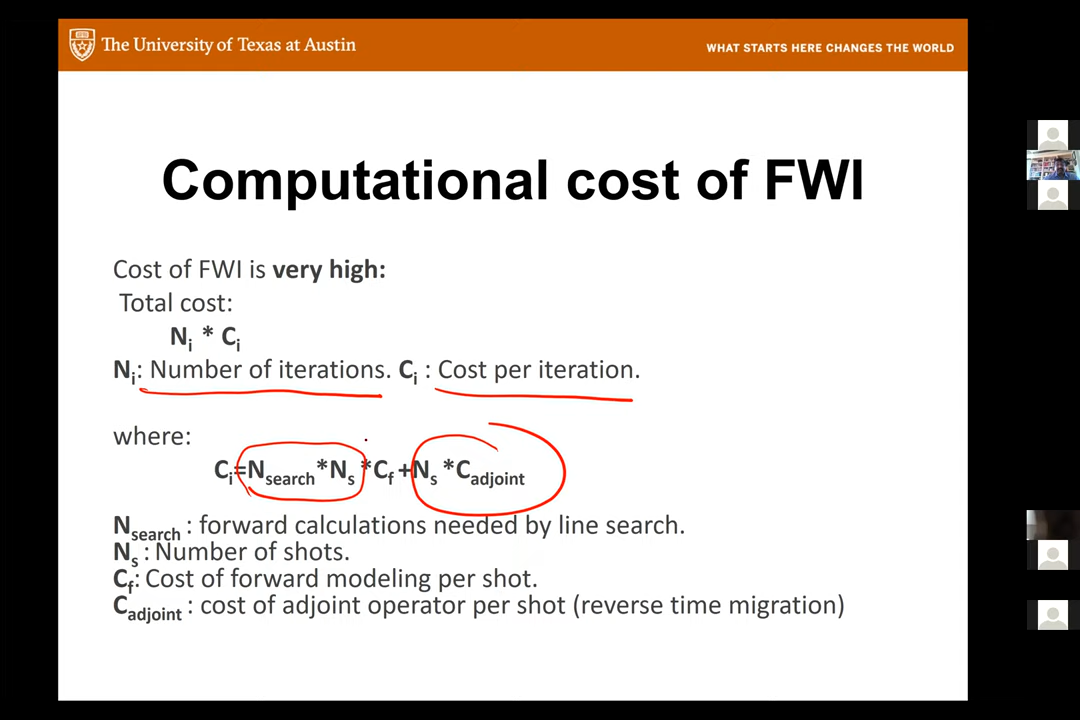 The University of Texas at Austin
WHAT STARTS HERE CHANGES THE WORLD
Computational cost of FWI
Cost of FWI is very high:
Total cost:
Ni * Ci
Ni: Number of iterations. Ci : Cost per iteration.
where:
Ci=Nsearch*Ns*Cf+Ns*Cadjoint
Nsearch : forward calculations needed by line search.
Ns : Number of shots.
Cf: Cost of forward modeling per shot.
Cadjoint : cost of adjoint operator per shot (reverse time migration)